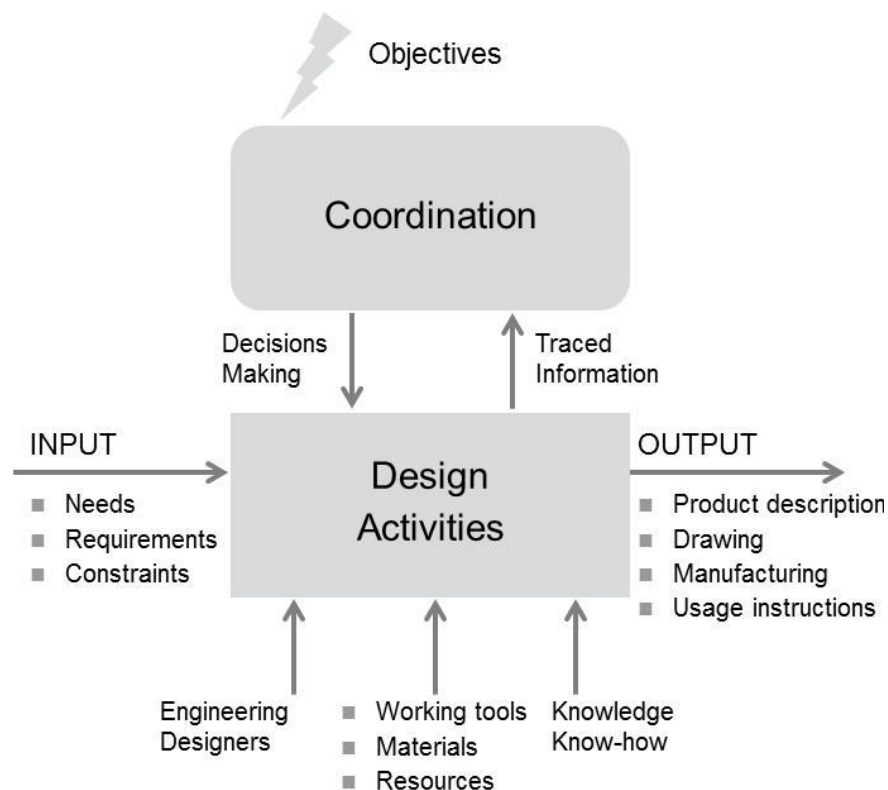 Objectives
Coordination
Decisions
Making
Traced
Information
INPUT
Needs
Requirements
Constraints
Design
Activities
OUTPUT
Product description
Drawing
Manufacturing
Usage instructions
Engineering
Designers
Working tools
Materials
Resources
Knowledge
Know-how